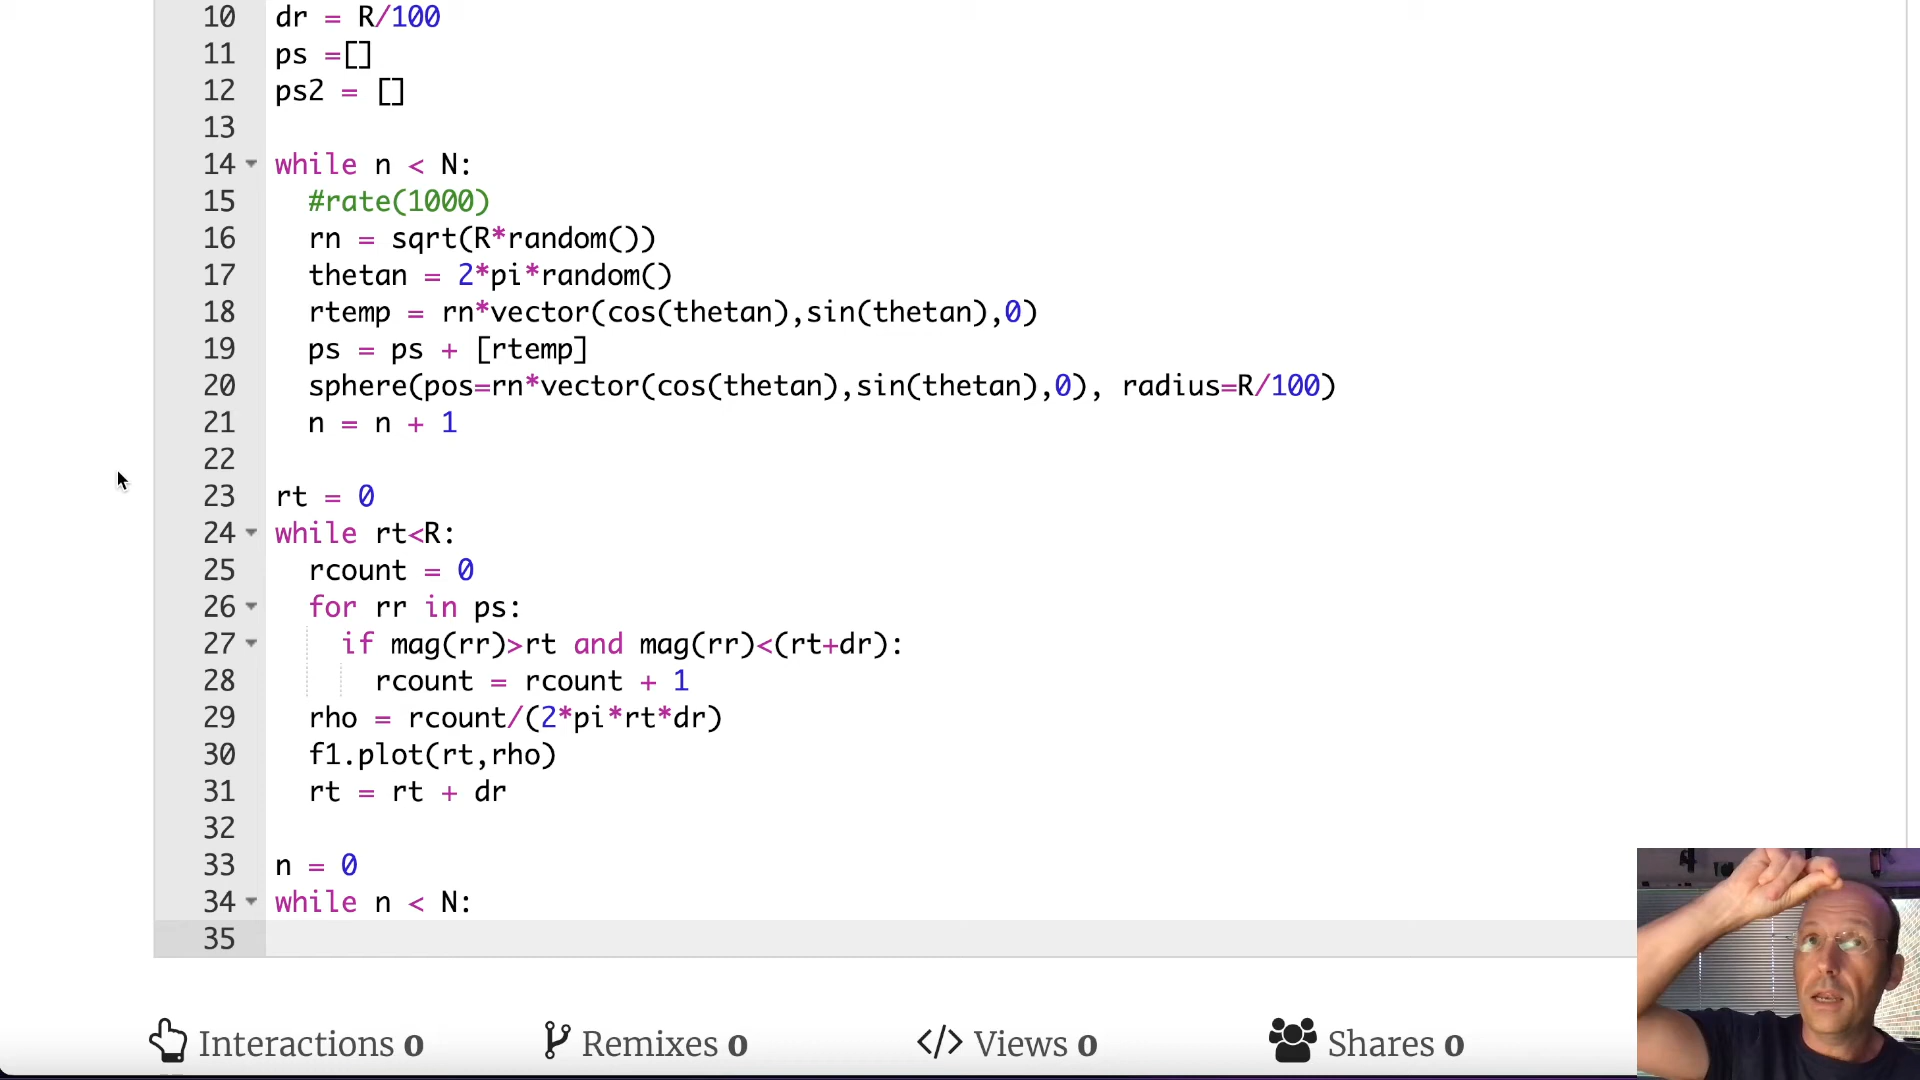 10 dr = R/100
11 ps =[]
12 ps2 = []
13
14 while n < N:
15 #rate(1000)
16 rn = sqrt(R*random())
17 thetan = 2*pi*random()
18 rtemp = rn*vector(cos(thetan),sin(thetan),0)
19 ps = ps + [rtemp]
20 sphere(pos=rn*vector(cos(thetan),sin(thetan),0), radius=R/100)
21 n = n + 1
22
23 rt = 0
24 while rt<R:
25 rcount = 0
26 for rr in ps:
27 if mag(rr)>rt and mag(rr)<(rt+dr):
28 rcount = rcount + 1
29 rho = rcount/(2*pi*rt*dr)
30 f1.plot(rt,rho)
31 rt = rt + dr
32
33 n = 0
34 while n < N:
35
Interactions 0 Remixes 0 </> Views 0 Shares 0